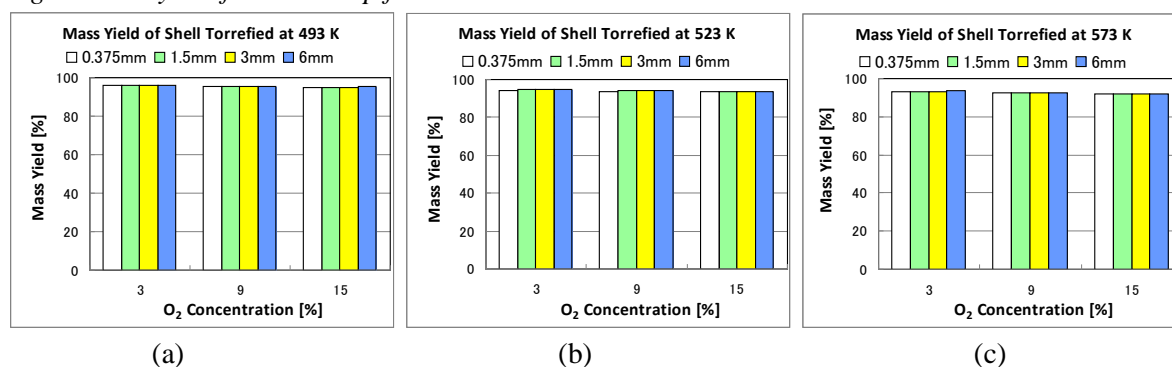 Mass Yield of Shell Torrefied at 493 K
0.375mm 1.5mm 3mm 6mm
100
80
60
40
20
0
Mass Yield [%]
3 9 15
O₂ Concentration [%]
(a)
Mass Yield of Shell Torrefied at 523 K
0.375mm 1.5mm 3mm 6mm
100
80
60
40
20
0
Mass Yield [%]
3 9 15
O₂ Concentration [%]
(b)
Mass Yield of Shell Torrefied at 573 K
0.375mm 1.5mm 3mm 6mm
100
80
60
40
20
0
Mass Yield [%]
3 9 15
O₂ Concentration [%]
(c)